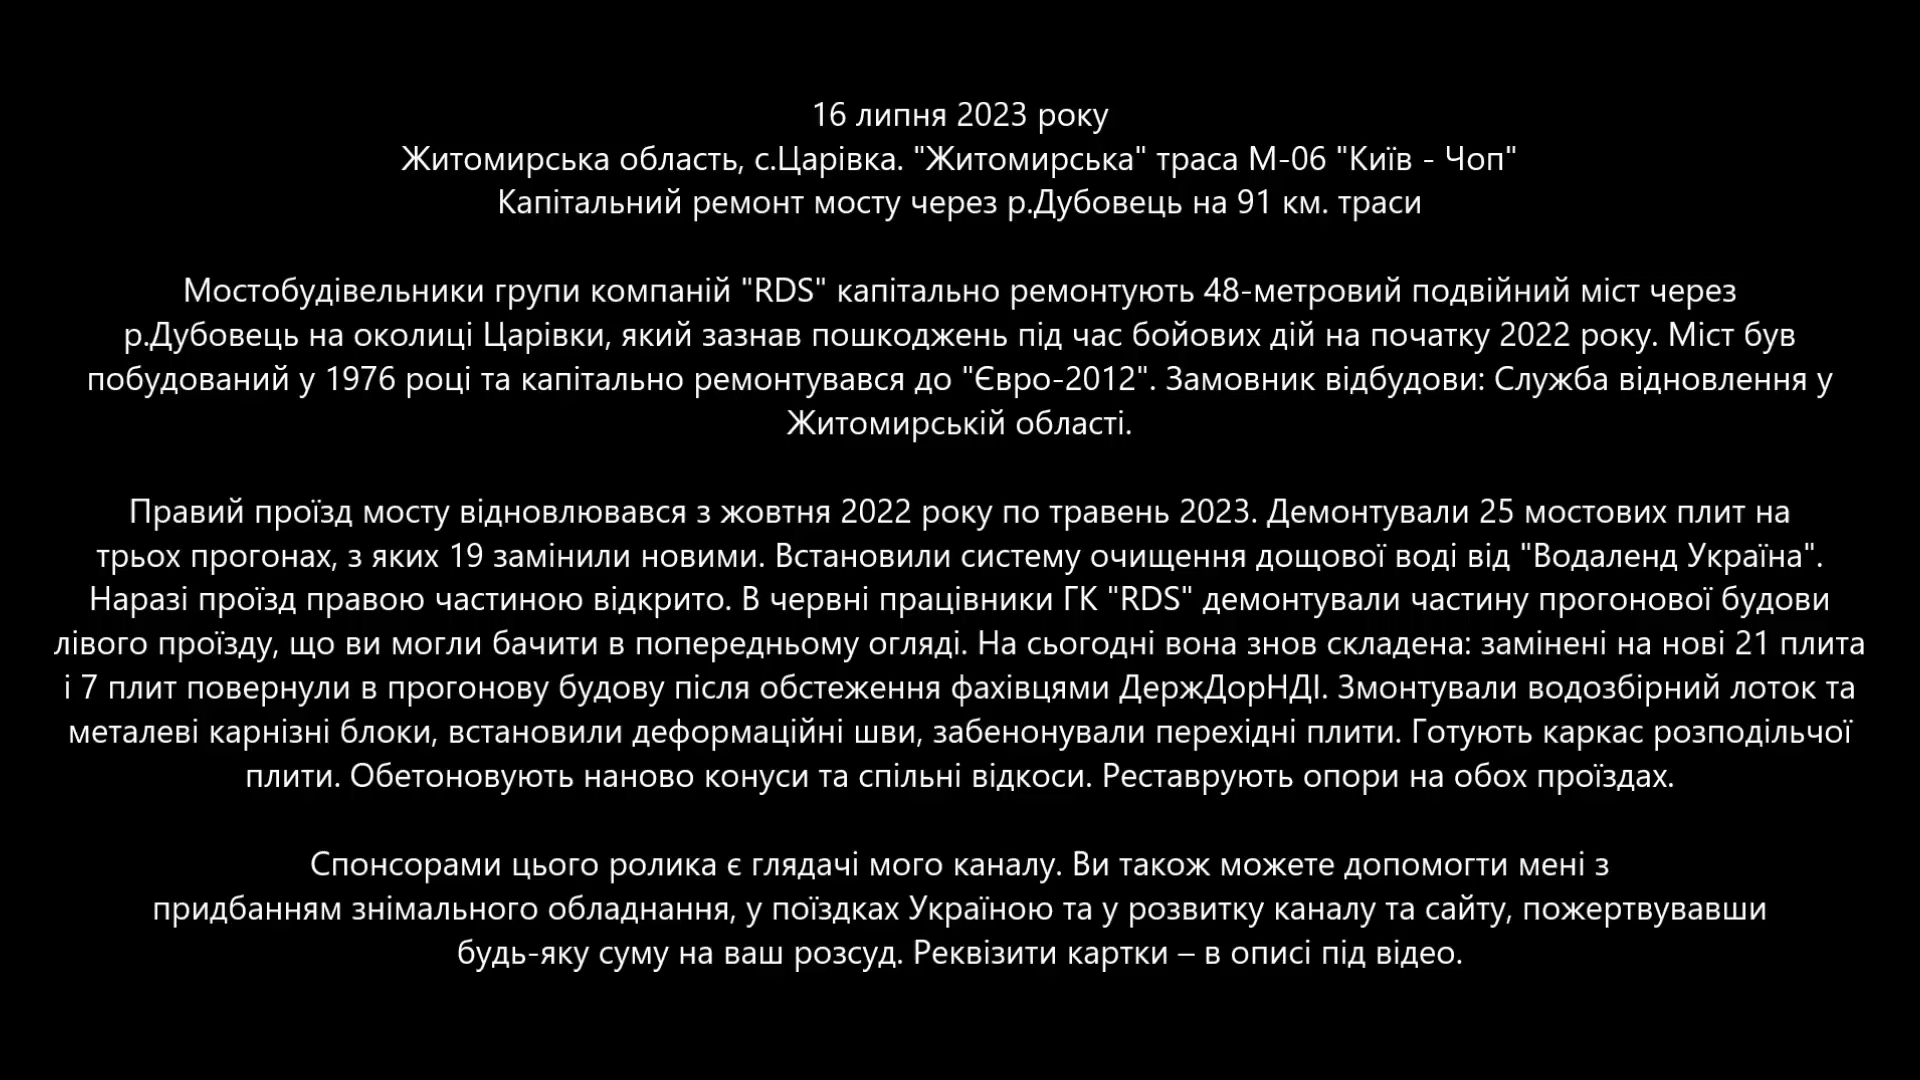 16 липня 2023 року
Житомирська область, с.Царівка. "Житомирська" траса М-06 "Київ - Чоп"
Капітальний ремонт мосту через р.Дубовець на 91 км. траси
Мостобудівельники групи компаній "RDS" капітально ремонтують 48-метровий подвійний міст через
р.Дубовець на околиці Царівки, який зазнав пошкоджень під час бойових дій на початку 2022 року. Міст був
побудований у 1976 році та капітально ремонтувався до "Євро-2012". Замовник відбудови: Служба відновлення у
Житомирській області.
Правий проїзд мосту відновлювався з жовтня 2022 року по травень 2023. Демонтували 25 мостових плит на
трьох прогонах, з яких 19 замінили новими. Встановили систему очищення дощової воді від "Водаленд Україна".
Наразі проїзд правою частиною відкрито. В червні працівники ГК "RDS" демонтували частину прогонової будови
лівого проїзду, що ви могли бачити в попередньому огляді. На сьогодні вона знов складена: замінені на нові 21 плита
і 7 плит повернули в прогонову будову після обстеження фахівцями ДержДорНДІ. Змонтували водозбірний лоток та
металеві карнізні блоки, встановили деформаційні шви, забенонували перехідні плити. Готують каркас розподільчої
плити. Обетоновують наново конуси та спільні відкоси. Реставрують опори на обох проїздах.
Спонсорами цього ролика є глядачі мого каналу. Ви також можете допомогти мені з
придбанням знімального обладнання, у поїздках Україною та у розвитку каналу та сайту, пожертвувавши
будь-яку суму на ваш розсуд. Реквізити картки – в описі під відео.